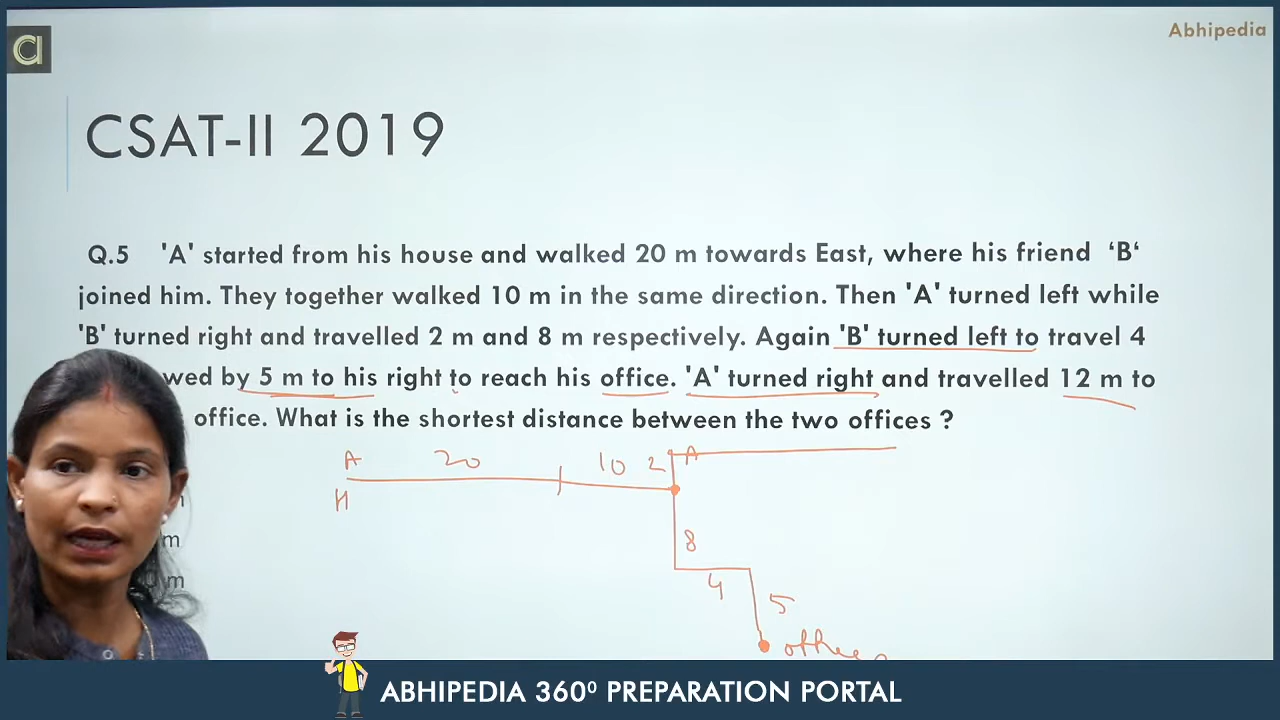 Abhipedia
a
CSAT-II 2019
Q.5 'A' started from his house and walked 20 m towards East, where his friend ‘B‘
joined him. They together walked 10 m in the same direction. Then 'A' turned left while
'B' turned right and travelled 2 m and 8 m respectively. Again 'B' turned left to travel 4
wed by 5 m to his right to reach his office. 'A' turned right and travelled 12 m to
office. What is the shortest distance between the two offices ?
A 20 10 2 A
H
m
8
m
4
5
office
ABHIPEDIA 360⁰ PREPARATION PORTAL